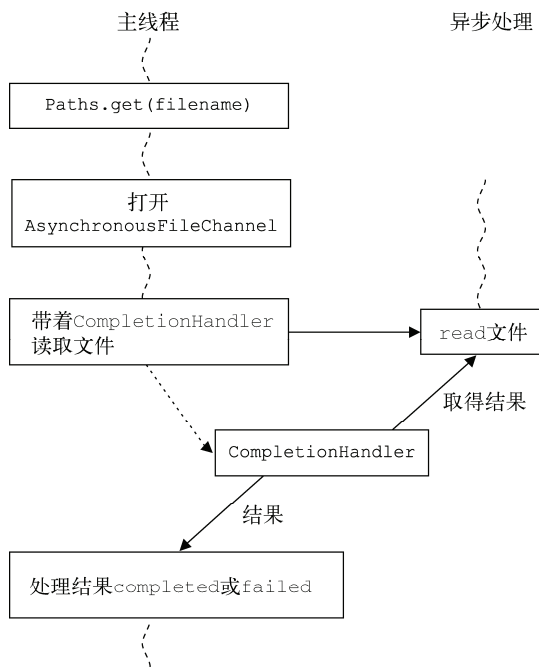 主线程
异步处理
Paths.get(filename)
打开
AsynchronousFileChannel
带着CompletionHandler
读取文件
read文件
取得结果
CompletionHandler
结果
处理结果completed或failed